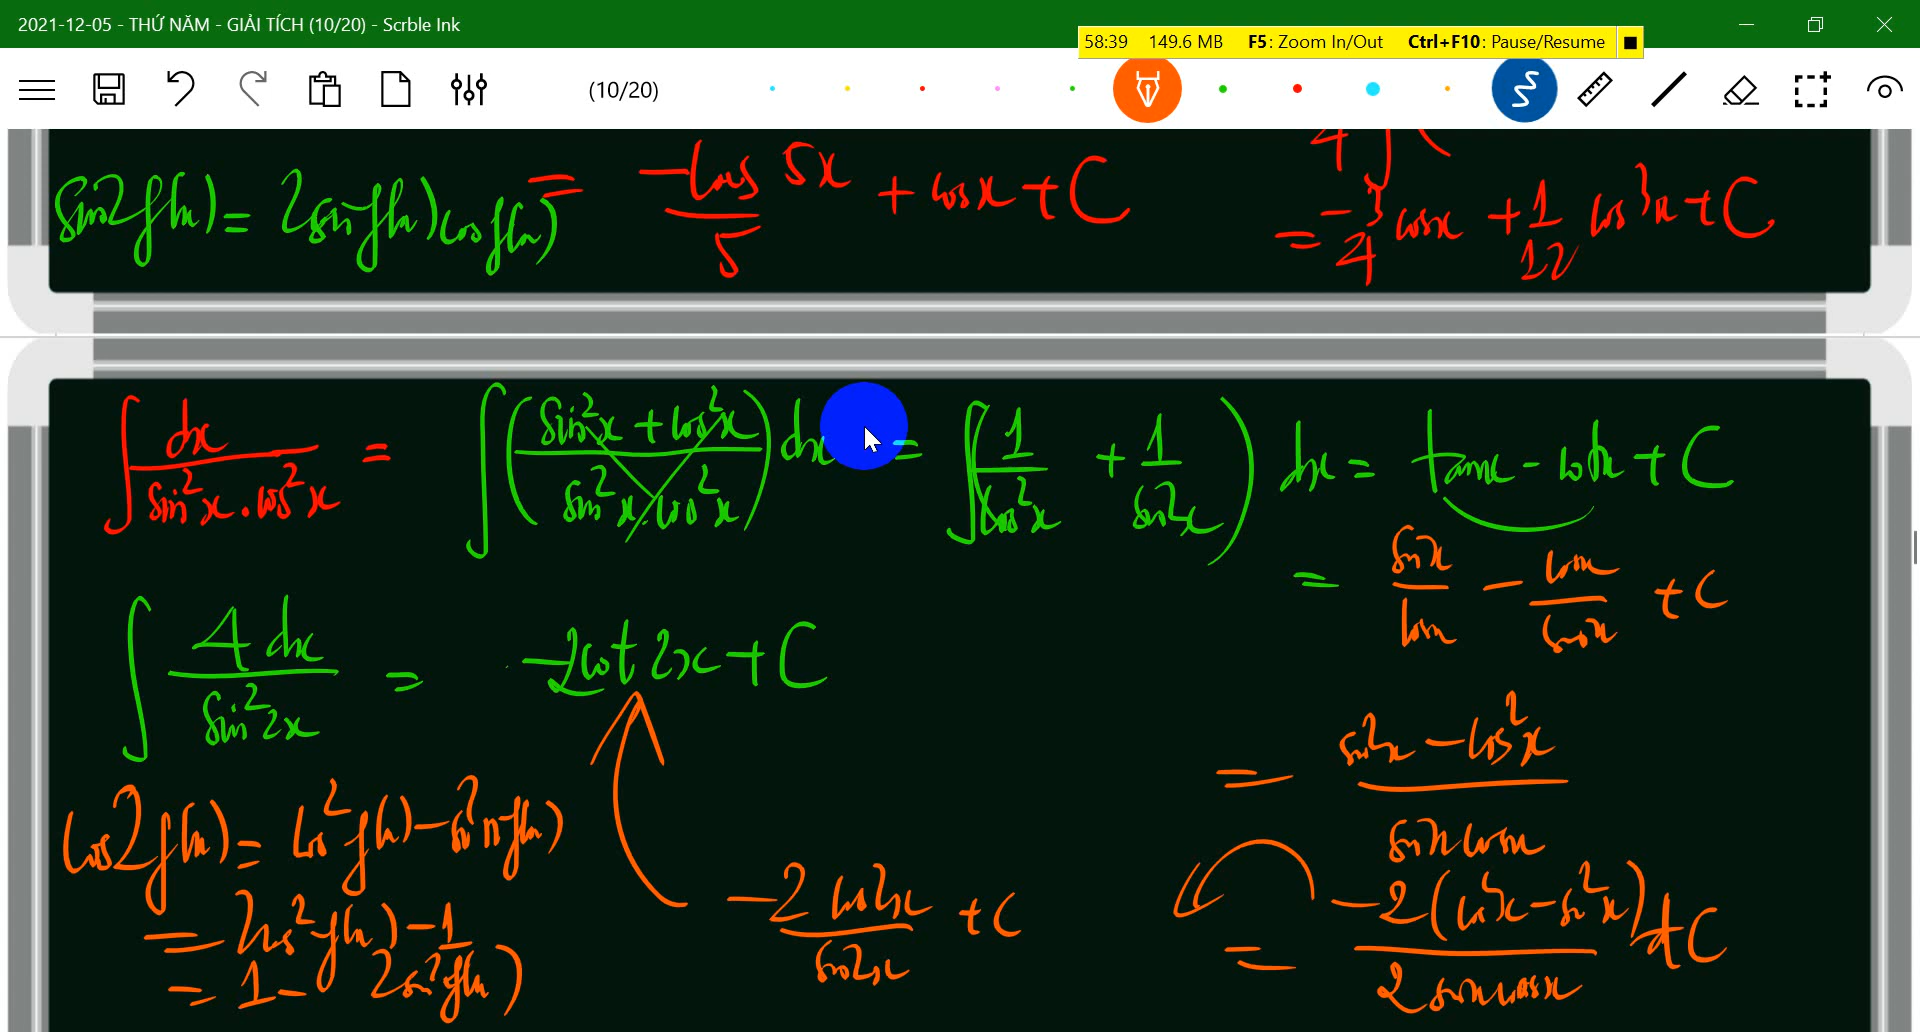 2021-12-05 - THỨ NĂM - GIẢI TÍCH (10/20) - Scrble Ink
58:39 149.6 MB F5: Zoom In/Out Ctrl+F10: Pause/Resume
(10/20)
sin2f(x) = 2sinf(x)cosf(x) = -cos5x/5 + cosx + C
= -3/4 cosx + 1/12 cos3x + C
∫ dx/(sin²x.cos²x) = ∫ ((sin²x + cos²x)/(sin²x.cos²x)) dx = ∫ (1/cos²x + 1/sin²x) dx = tanx - cotx + C
= sinx/cosx - cosx/sinx + C
∫ 4dx/sin²2x = -2cot2x + C
= (sin²x - cos²x)/(sinxcosx)
cos2f(x) = cos²f(x) - sin²f(x)
= 2cos²f(x) - 1
= 1 - 2sin²f(x)
-2cos2x/sin2x + C
= -2(cos²x - sin²x)/(2sinxcosx) + C